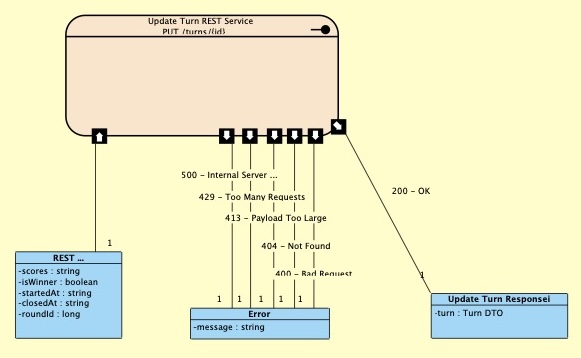 Update Turn REST Service
PUT /turns/{id}
500 - Internal Server ...
429 - Too Many Requests
200 - OK
413 - Payload Too Large
404 - Not Found
400 - Bad Request
1
1
1 1 1 1 1
REST ...
-scores : string
-isWinner : boolean
-startedAt : string
-closedAt : string
-roundId : long
Error
-message : string
Update Turn Responsei
-turn : Turn DTO